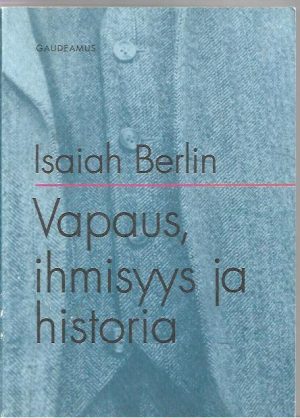 GAUDEAMUS
Isaiah Berlin
Vapaus,
ihmisyys ja
historia